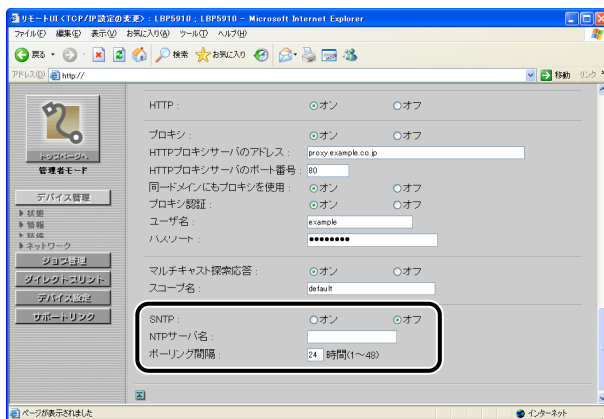 リモートUI <TCP/IP設定の変更> : LBP5910 ; LBP5910 - Microsoft Internet Explorer
ファイル(F) 編集(E) 表示(V) お気に入り(A) ツール(T) ヘルプ(H)
戻る 検索 お気に入り
アドレス(D) http:// 移動 リンク
トップページへ
管理者モード
デバイス管理
状態
情報
ネットワーク
ジョブ管理
ダイレクトプリント
デバイス設定
サポートリンク
HTTP : オン オフ
プロキシ : オン オフ
HTTPプロキシサーバのアドレス : proxy.example.co.jp
HTTPプロキシサーバのポート番号 : 80
同一ドメインにもプロキシを使用 : オン オフ
プロキシ認証 : オン オフ
ユーザ名 : example
パスワード : ●●●●●●●●
マルチキャスト探索応答 : オン オフ
スコープ名 : default
SNTP : オン オフ
NTPサーバ名 :
ポーリング間隔 : 24 時間(1~48)
ページが表示されました インターネット